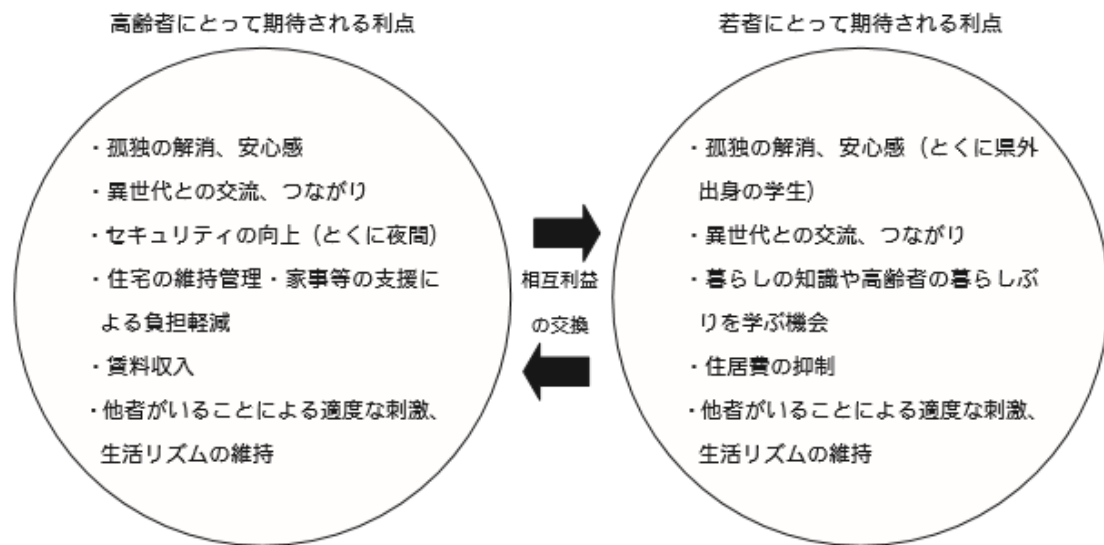 高齢者にとって期待される利点
・孤独の解消、安心感
・異世代との交流、つながり
・セキュリティの向上（とくに夜間）
・住宅の維持管理・家事等の支援に
よる負担軽減
・賃料収入
・他者がいることによる適度な刺激、
生活リズムの維持
相互利益
の交換
若者にとって期待される利点
・孤独の解消、安心感（とくに県外
出身の学生）
・異世代との交流、つながり
・暮らしの知識や高齢者の暮らしぶ
りを学ぶ機会
・住居費の抑制
・他者がいることによる適度な刺激、
生活リズムの維持